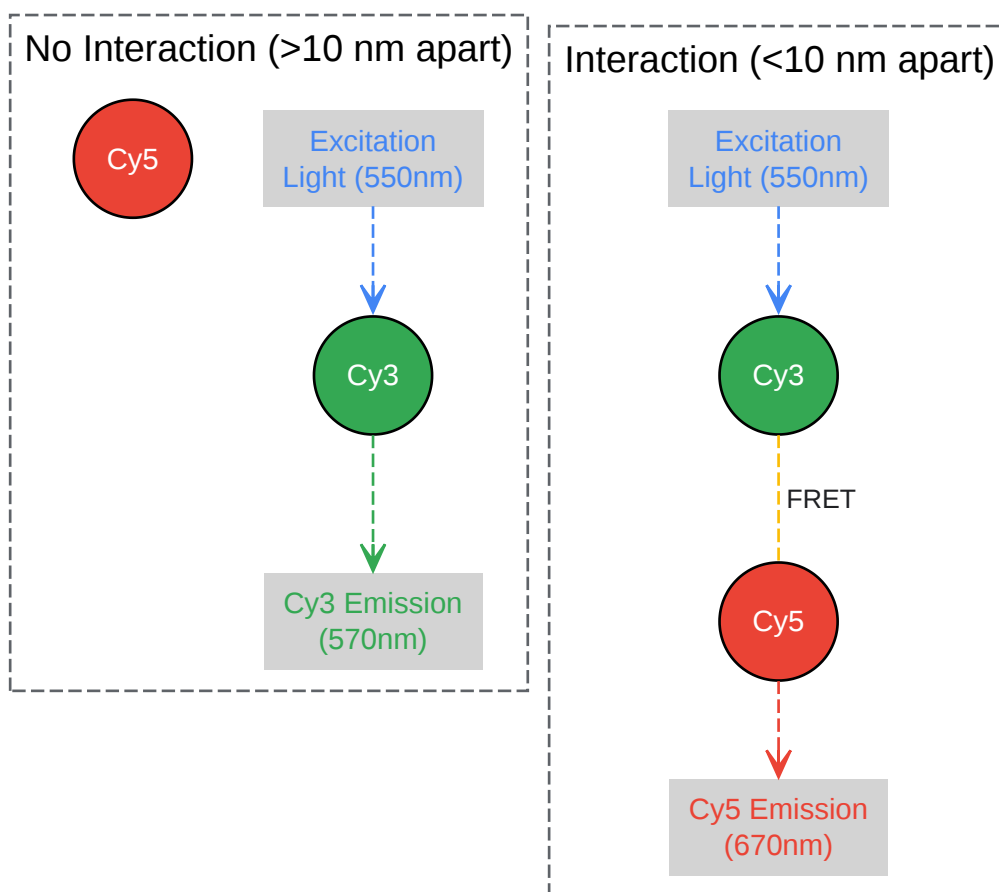 No Interaction (>10 nm apart)
Cy5
Excitation
Light (550nm)
Cy3
Cy3 Emission
(570nm)
Interaction (<10 nm apart)
Excitation
Light (550nm)
Cy3
FRET
Cy5
Cy5 Emission
(670nm)